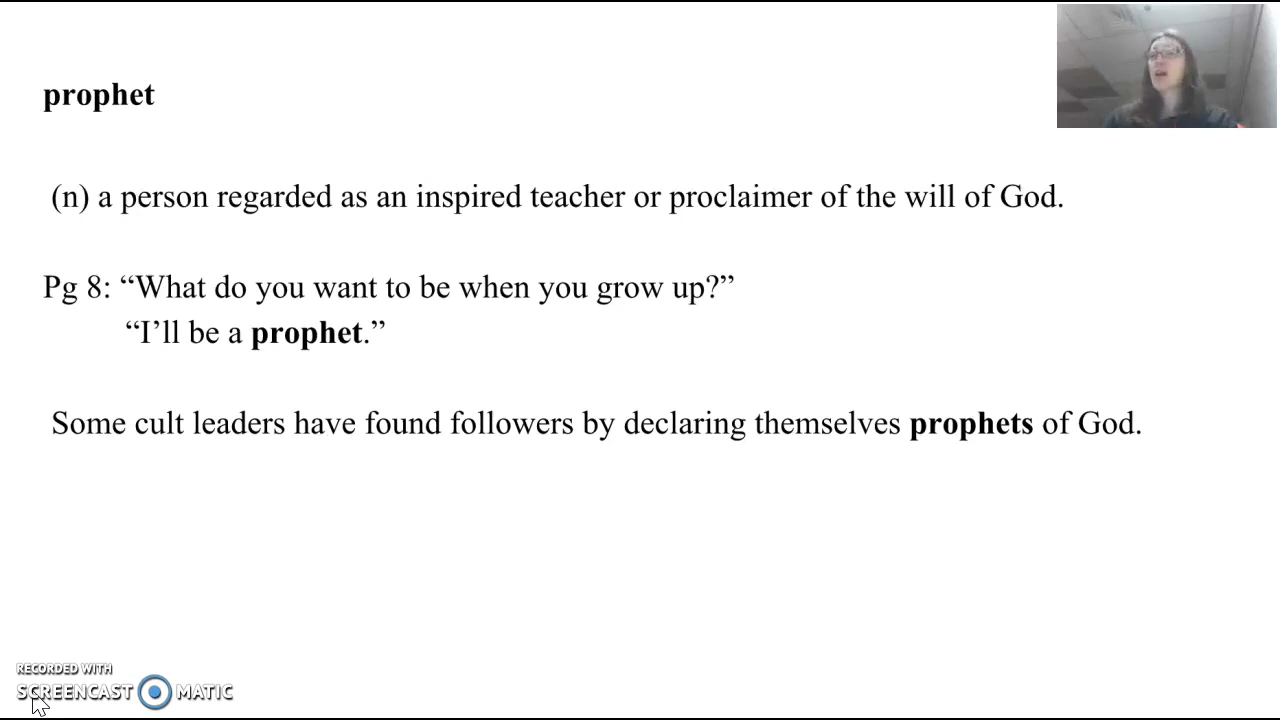 prophet
(n) a person regarded as an inspired teacher or proclaimer of the will of God.
Pg 8: “What do you want to be when you grow up?”
“I’ll be a prophet.”
Some cult leaders have found followers by declaring themselves prophets of God.
RECORDED WITH
SCREENCAST MATIC